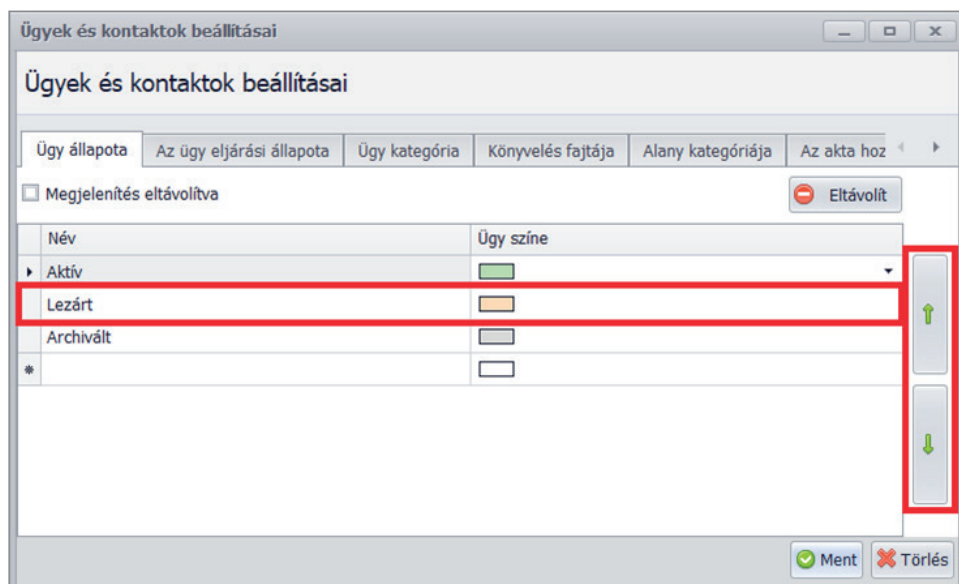 Ügyek és kontaktok beállításai
Ügyek és kontaktok beállításai
Ügy állapota Az ügy eljárási állapota Ügy kategória Könyvelés fajtája Alany kategóriája Az akta hoz
Megjelenítés eltávolítva Eltávolít
Név Ügy színe
Aktív
Lezárt
Archivált
Ment Törlés